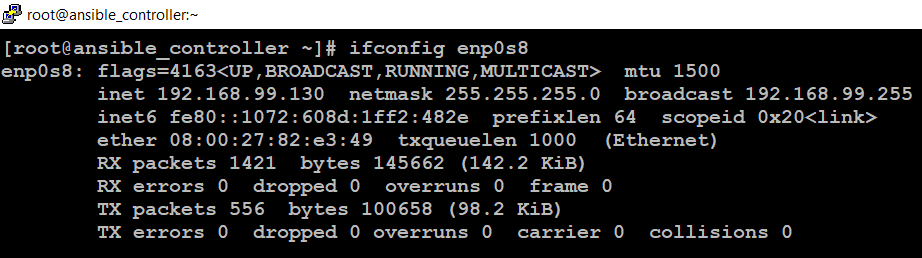 root@ansible_controller:~
[root@ansible_controller ~]# ifconfig enp0s8
enp0s8: flags=4163<UP,BROADCAST,RUNNING,MULTICAST>  mtu 1500
        inet 192.168.99.130  netmask 255.255.255.0  broadcast 192.168.99.255
        inet6 fe80::1072:608d:1ff2:482e  prefixlen 64  scopeid 0x20<link>
        ether 08:00:27:82:e3:49  txqueuelen 1000  (Ethernet)
        RX packets 1421  bytes 145662 (142.2 KiB)
        RX errors 0  dropped 0  overruns 0  frame 0
        TX packets 556  bytes 100658 (98.2 KiB)
        TX errors 0  dropped 0 overruns 0  carrier 0  collisions 0